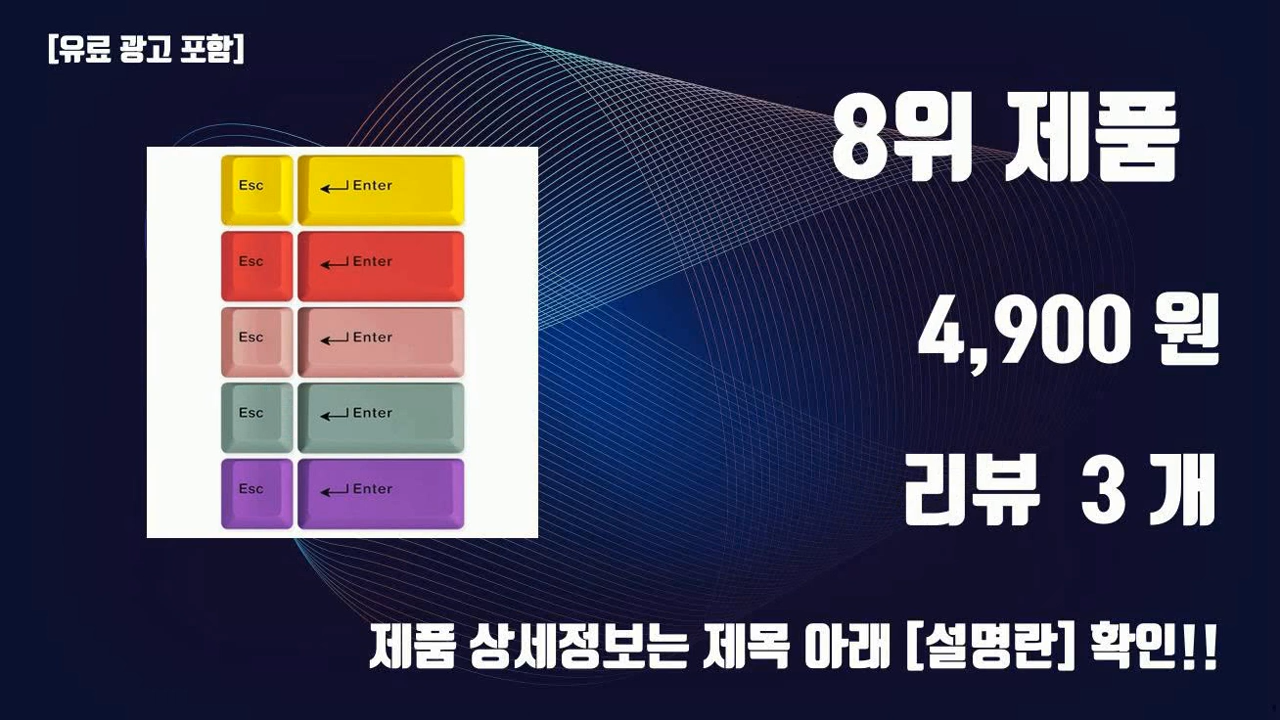 [유료 광고 포함]
8위 제품
Esc ↵ Enter
Esc ↵ Enter
Esc ↵ Enter
Esc ↵ Enter
Esc ↵ Enter
4,900 원
리뷰 3 개
제품 상세정보는 제목 아래 [설명란] 확인!!